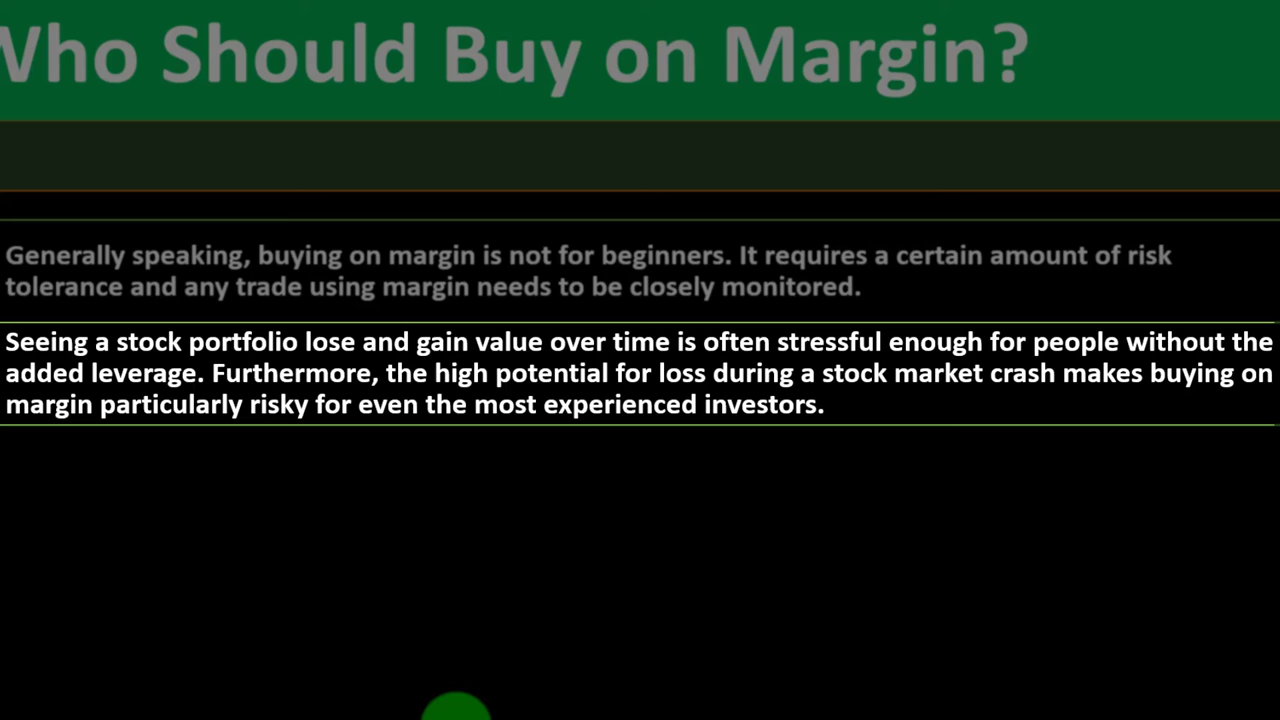 Who Should Buy on Margin?
Generally speaking, buying on margin is not for beginners. It requires a certain amount of risk
tolerance and any trade using margin needs to be closely monitored.
Seeing a stock portfolio lose and gain value over time is often stressful enough for people without the
added leverage. Furthermore, the high potential for loss during a stock market crash makes buying on
margin particularly risky for even the most experienced investors.